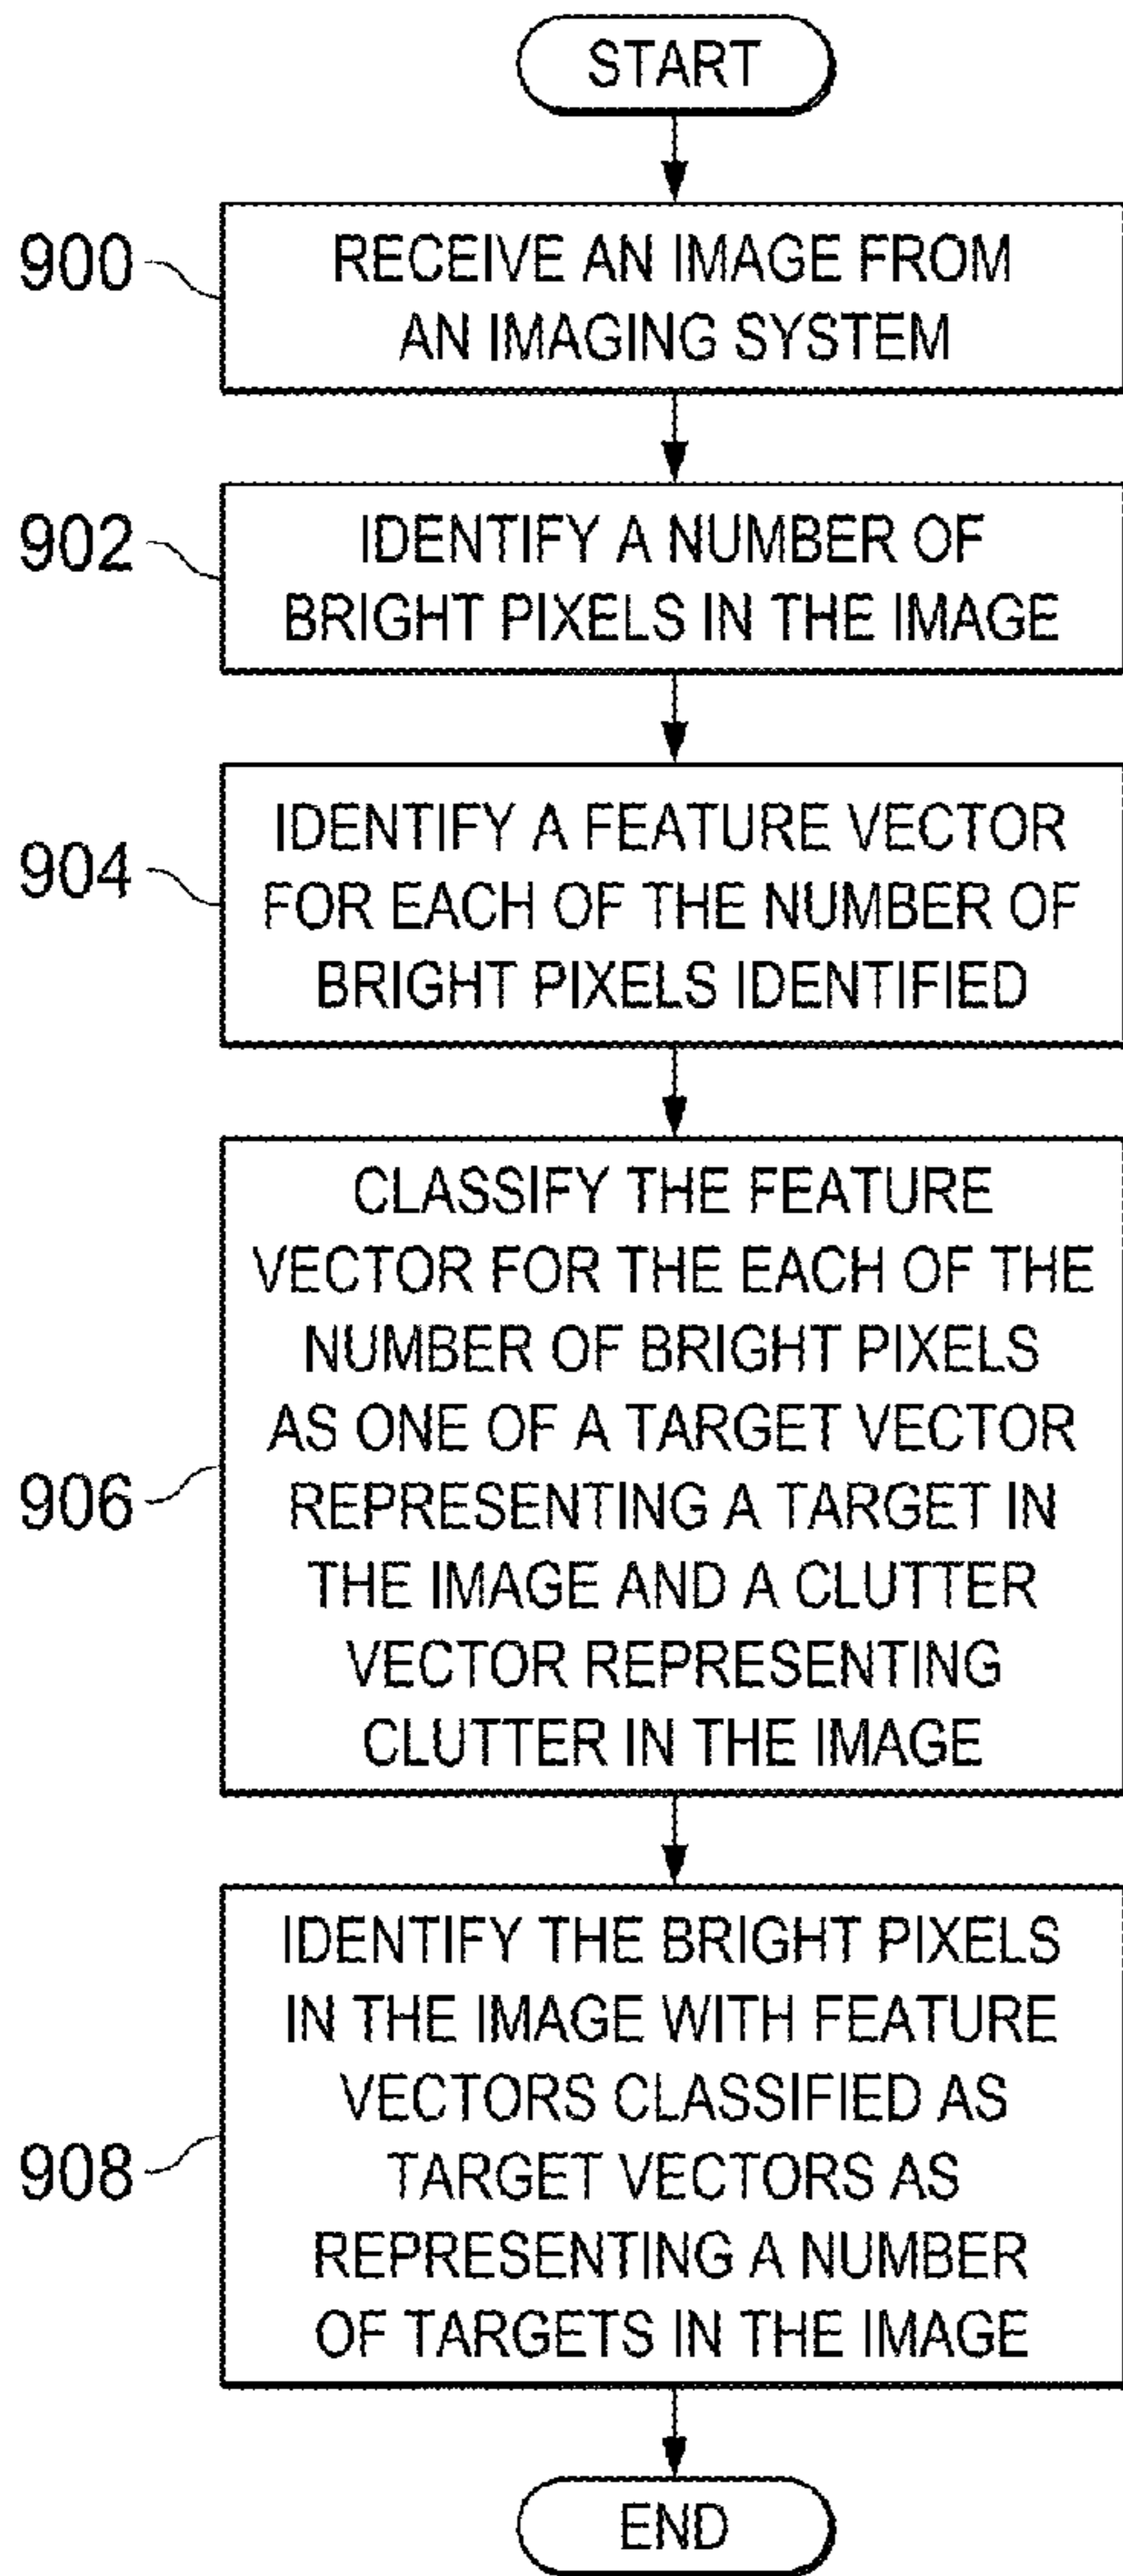 START
900
RECEIVE AN IMAGE FROM
AN IMAGING SYSTEM
902
IDENTIFY A NUMBER OF
BRIGHT PIXELS IN THE IMAGE
904
IDENTIFY A FEATURE VECTOR
FOR EACH OF THE NUMBER OF
BRIGHT PIXELS IDENTIFIED
906
CLASSIFY THE FEATURE
VECTOR FOR THE EACH OF THE
NUMBER OF BRIGHT PIXELS
AS ONE OF A TARGET VECTOR
REPRESENTING A TARGET IN
THE IMAGE AND A CLUTTER
VECTOR REPRESENTING
CLUTTER IN THE IMAGE
908
IDENTIFY THE BRIGHT PIXELS
IN THE IMAGE WITH FEATURE
VECTORS CLASSIFIED AS
TARGET VECTORS AS
REPRESENTING A NUMBER
OF TARGETS IN THE IMAGE
END